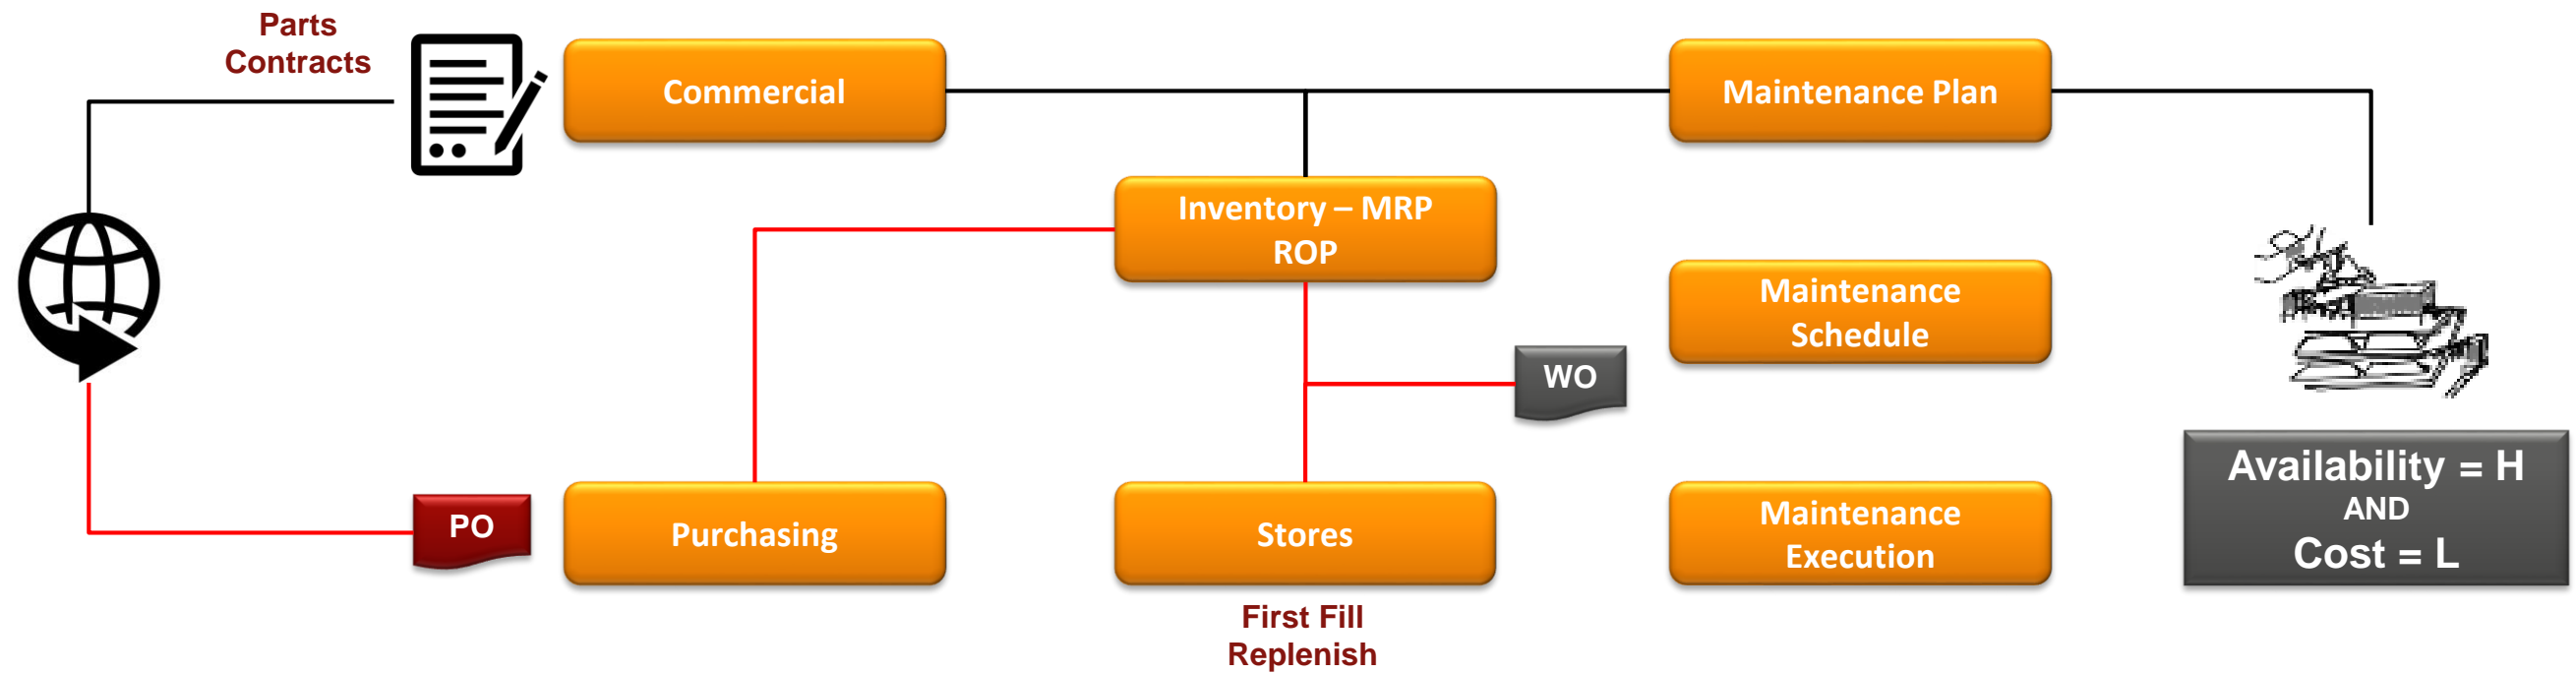 Parts
Contracts
Commercial
Maintenance Plan
Inventory – MRP
ROP
Maintenance
Schedule
WO
PO
Purchasing
Stores
Maintenance
Execution
Availability = H
AND
Cost = L
First Fill
Replenish